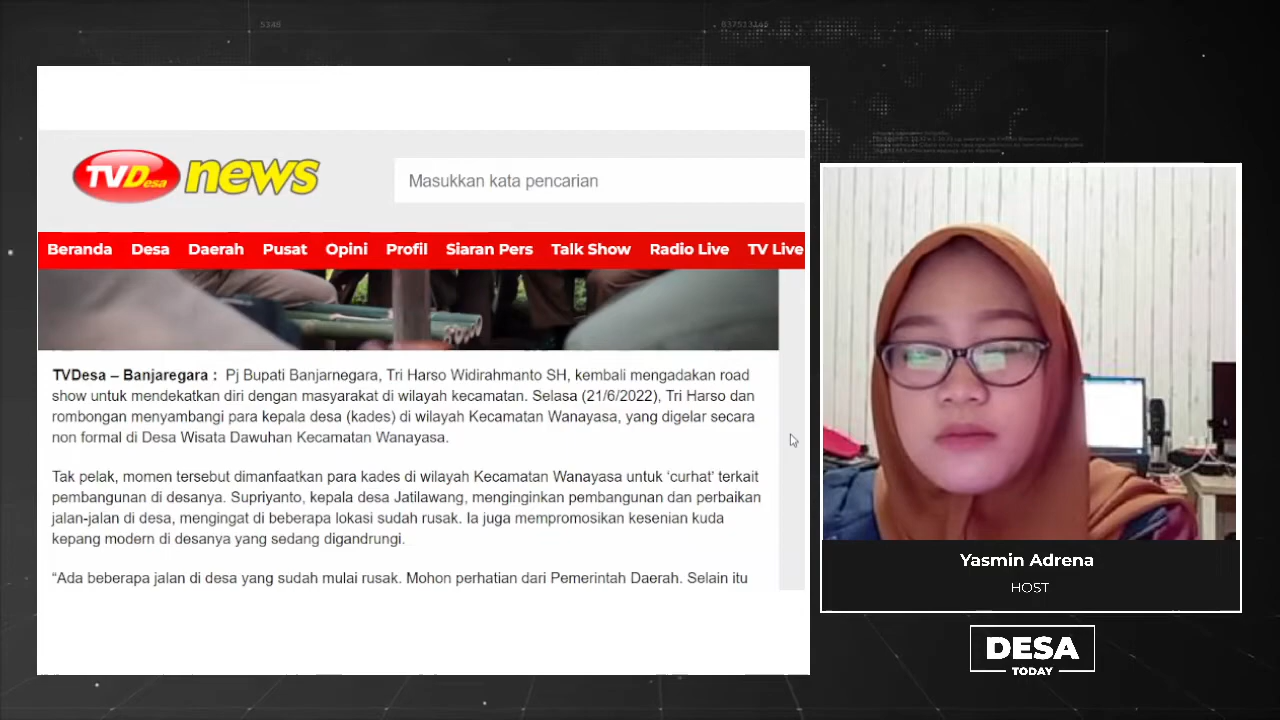 5348
837513146
TVDesa news
Masukkan kata pencarian
Beranda Desa Daerah Pusat Opini Profil Siaran Pers Talk Show Radio Live TV Live
TVDesa – Banjaregara : Pj Bupati Banjarnegara, Tri Harso Widirahmanto SH, kembali mengadakan road
show untuk mendekatkan diri dengan masyarakat di wilayah kecamatan. Selasa (21/6/2022), Tri Harso dan
rombongan menyambangi para kepala desa (kades) di wilayah Kecamatan Wanayasa, yang digelar secara
non formal di Desa Wisata Dawuhan Kecamatan Wanayasa.
Tak pelak, momen tersebut dimanfaatkan para kades di wilayah Kecamatan Wanayasa untuk ‘curhat’ terkait
pembangunan di desanya. Supriyanto, kepala desa Jatilawang, menginginkan pembangunan dan perbaikan
jalan-jalan di desa, mengingat di beberapa lokasi sudah rusak. Ia juga mempromosikan kesenian kuda
kepang modern di desanya yang sedang digandrungi.
“Ada beberapa jalan di desa yang sudah mulai rusak. Mohon perhatian dari Pemerintah Daerah. Selain itu
Yasmin Adrena
HOST
DESA
TODAY